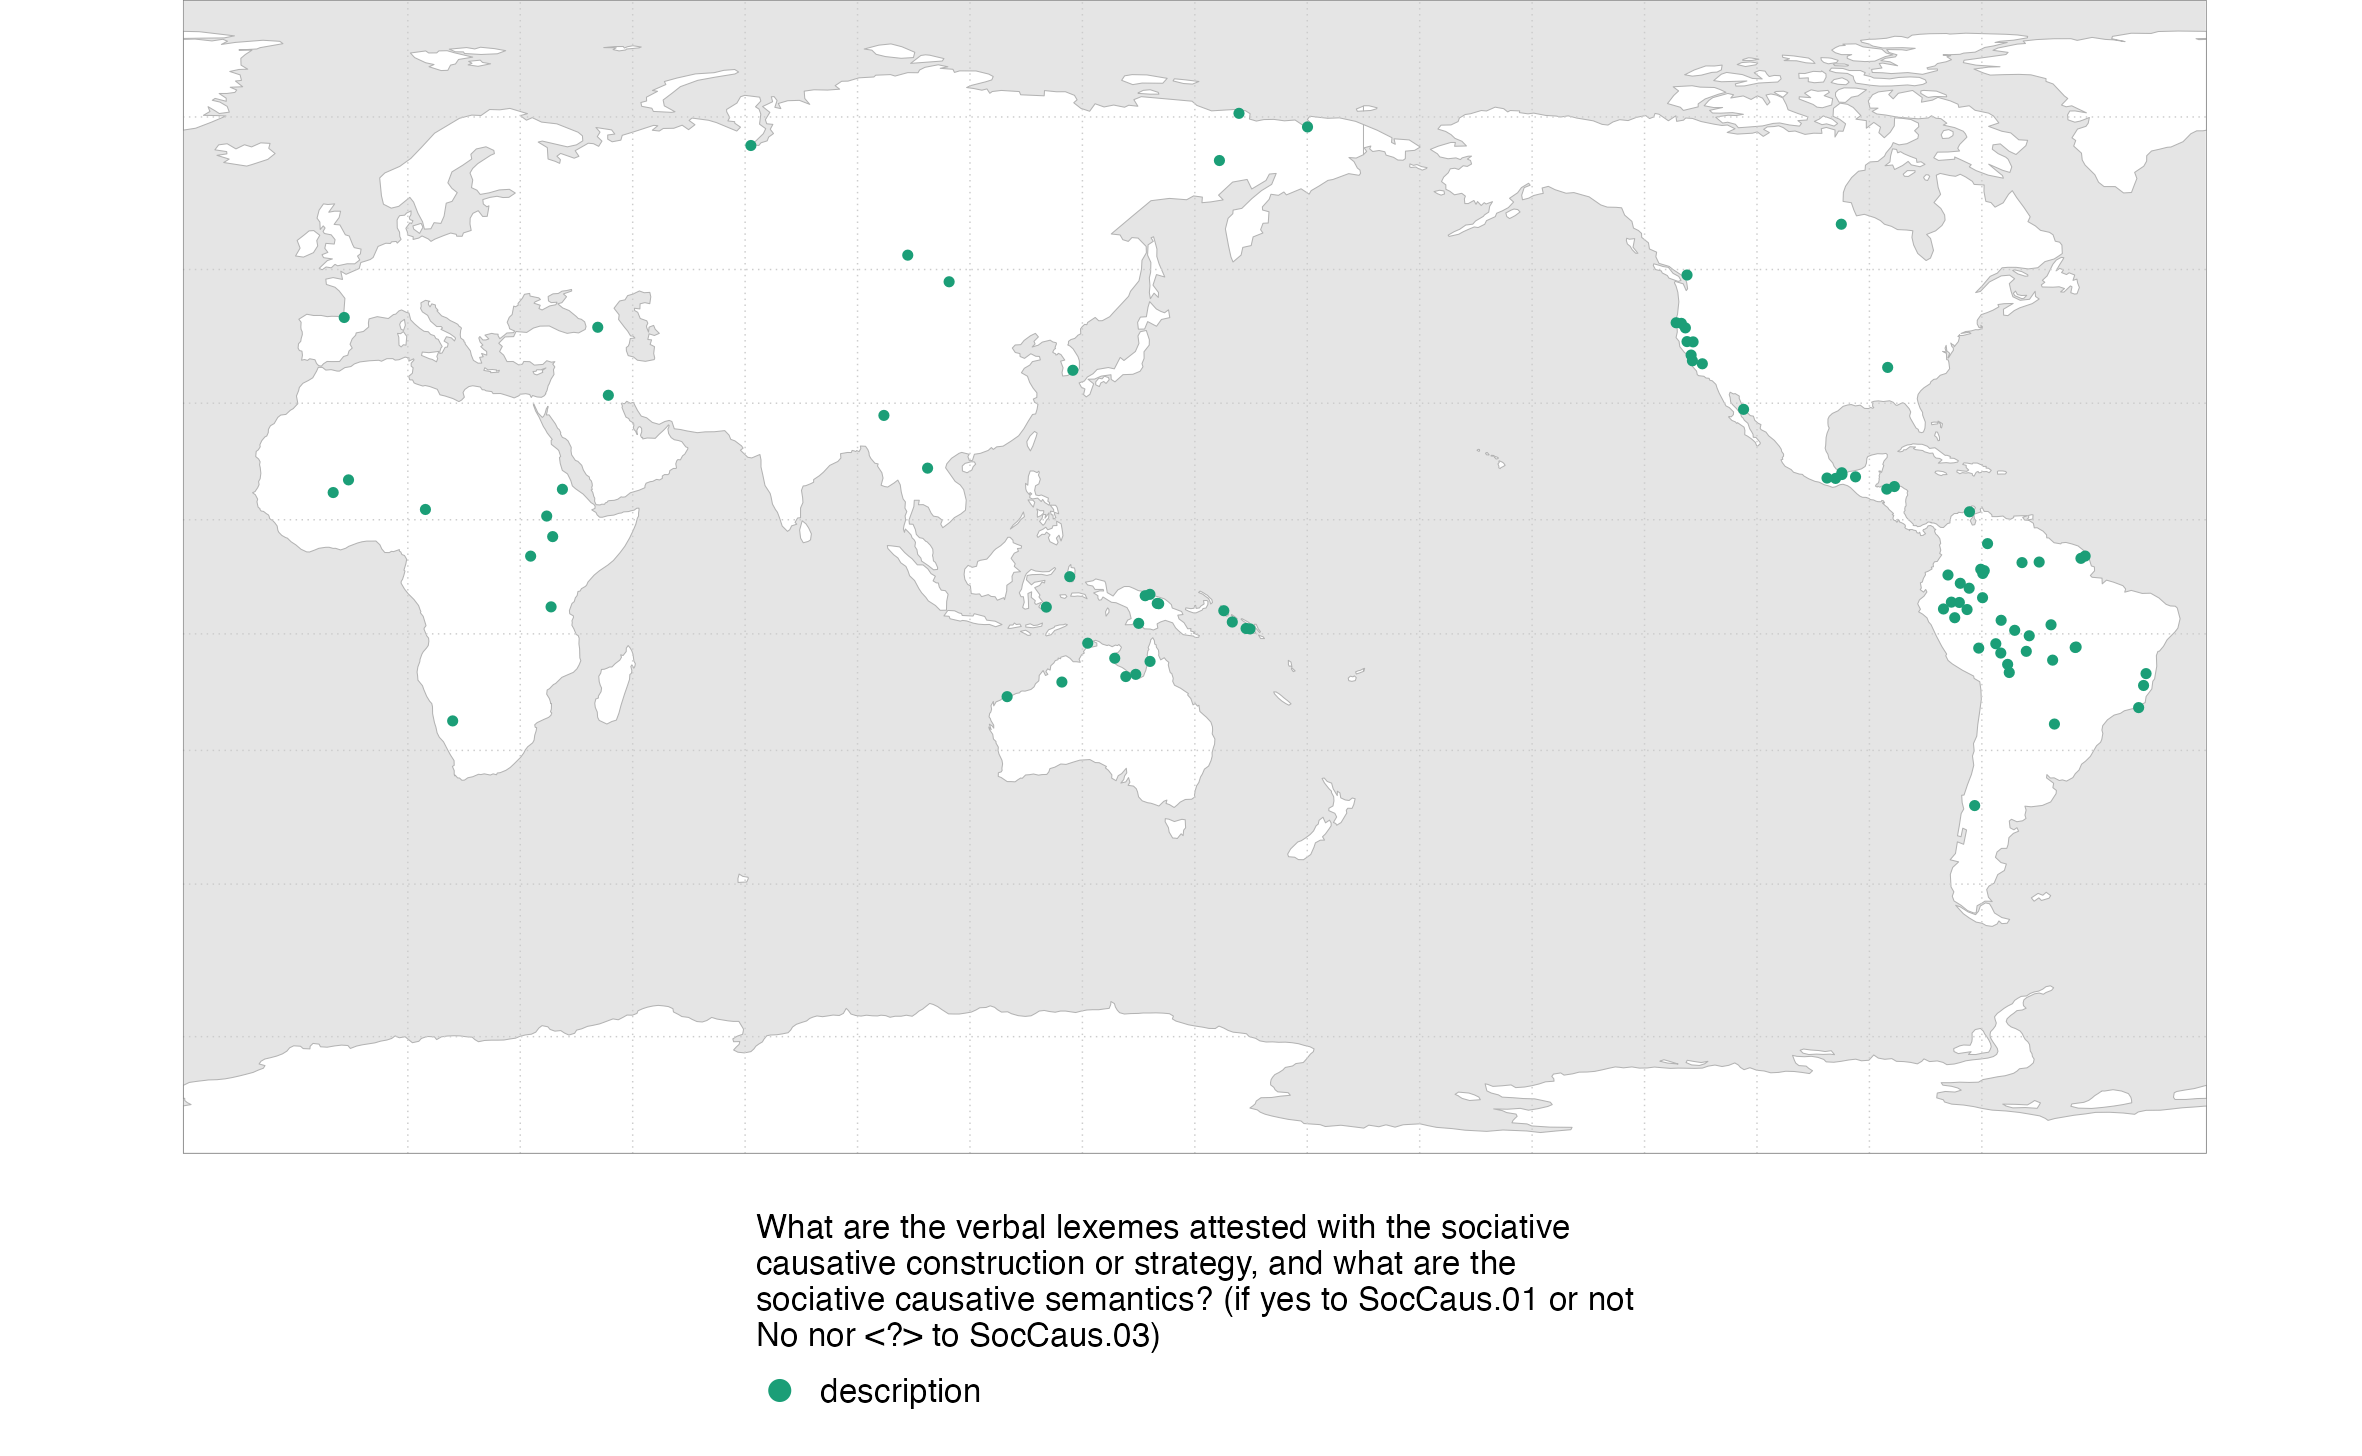 What are the verbal lexemes attested with the sociative
causative construction or strategy, and what are the
sociative causative semantics? (if yes to SocCaus.01 or not
No nor <?> to SocCaus.03)
description